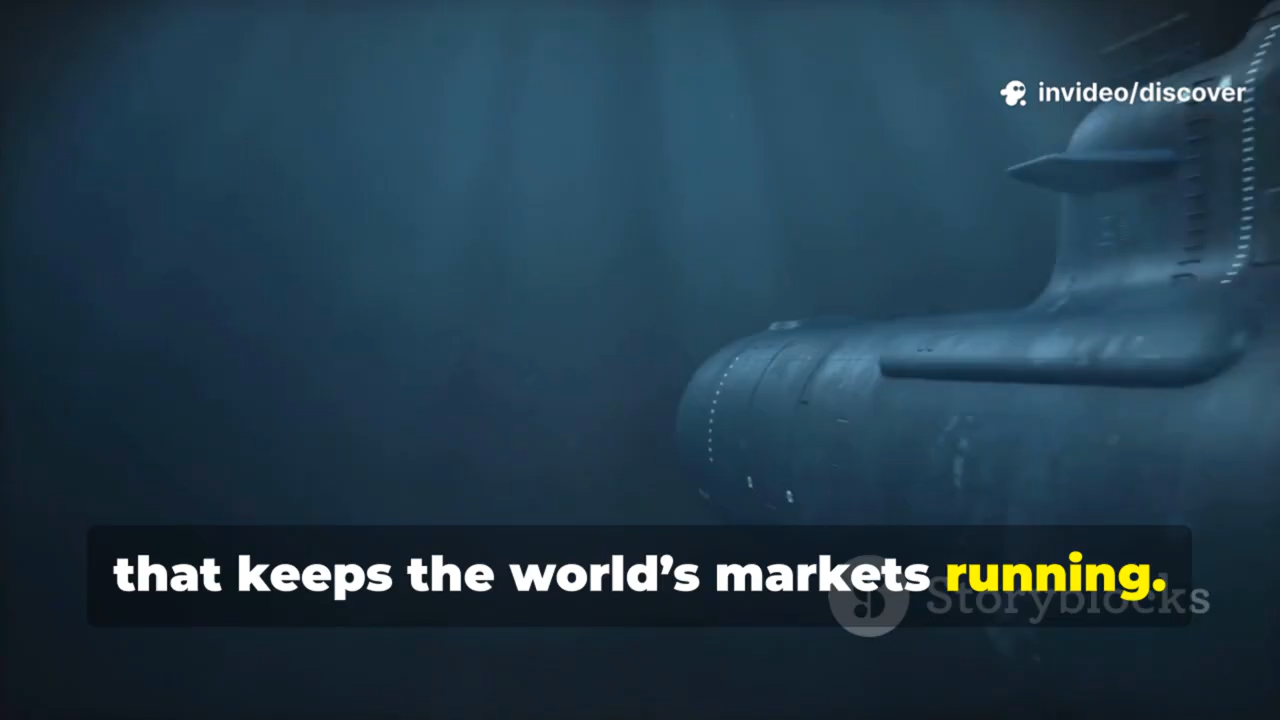 invideo/discover
that keeps the world's markets running.
Storyblocks